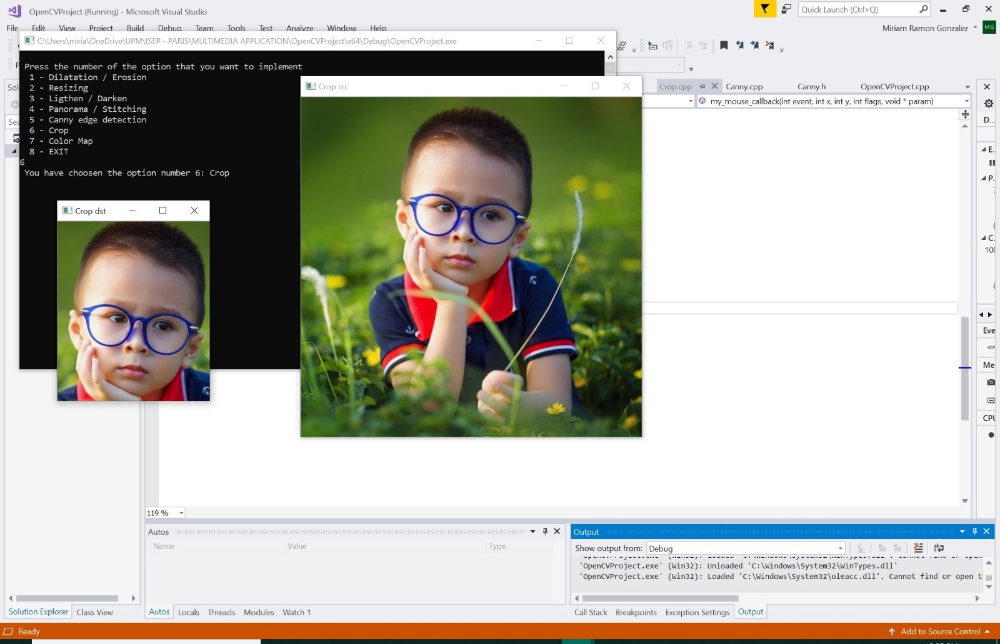 OpenCVProject (Running) - Microsoft Visual Studio
Quick Launch (Ctrl+Q)
File Edit View Project Build Debug Team Tools Test Analyze Window Help
Miriam Ramon Gonzalez
MG
C:\Users\miria\OneDrive\UPM\ISEP - PARIS\MULTIMEDIA APPLICATION\OpenCVProject\x64\Debug\OpenCVProject.exe
Press the number of the option that you want to implement
1 - Dilatation / Erosion
2 - Resizing
3 - Ligthen / Darken
4 - Panorama / Stitching
5 - Canny edge detection
6 - Crop
7 - Color Map
8 - EXIT
6
You have choosen the option number 6: Crop
Crop src
Crop dst
Crop.cpp Canny.cpp Canny.h OpenCVProject.cpp
my_mouse_callback(int event, int x, int y, int flags, void * param)
Sol
Sea
D...
E.
P.
C.
100
Eve
Me
CPU
119 %
Autos
Name Value Type
Output
Show output from: Debug
'OpenCVProject.exe' (Win32): Unloaded 'C:\Windows\System32\WinTypes.dll'
'OpenCVProject.exe' (Win32): Loaded 'C:\Windows\System32\oleacc.dll'. Cannot find or open t
Solution Explorer Class View
Autos Locals Threads Modules Watch 1
Call Stack Breakpoints Exception Settings Output
Ready
Add to Source Control